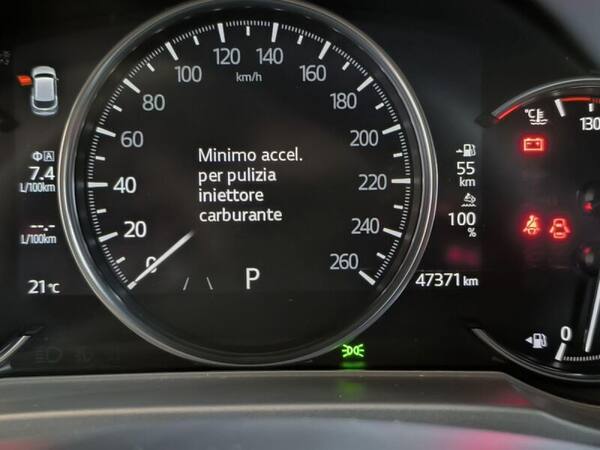 120
140
100
160
km/h
80
180
°C
130
60
200
A
7.4
L/100km
Minimo accel.
per pulizia
iniettore
carburante
55
km
40
220
100
%
--.-
L/100km
20
240
0
260
21°C
P
47371 km
0